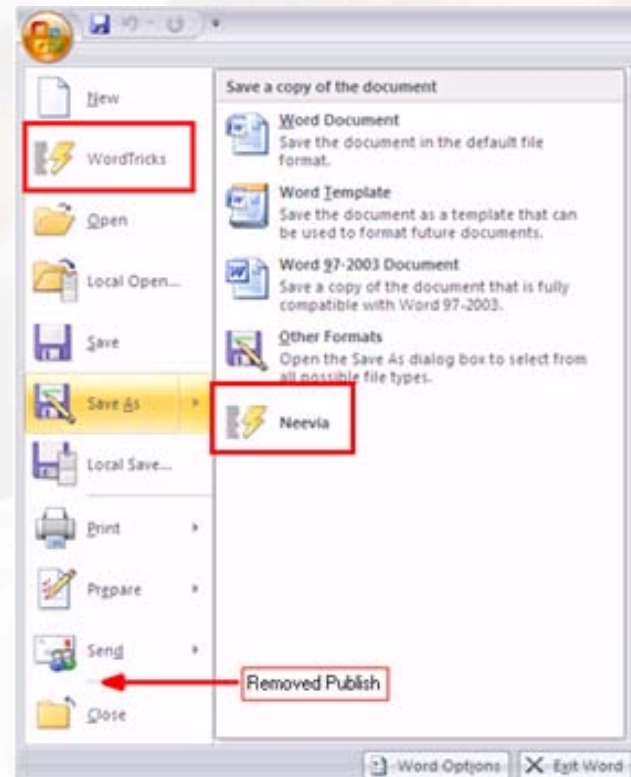 New
WordTricks
Open
Local Open...
Save
Save As
Local Save...
Print
Prepare
Send
Close
Save a copy of the document
Word Document
Save the document in the default file
format.
Word Template
Save the document as a template that can
be used to format future documents.
Word 97-2003 Document
Save a copy of the document that is fully
compatible with Word 97-2003.
Other Formats
Open the Save As dialog box to select from
all possible file types.
Neevia
Removed Publish
Word Options
Exit Word